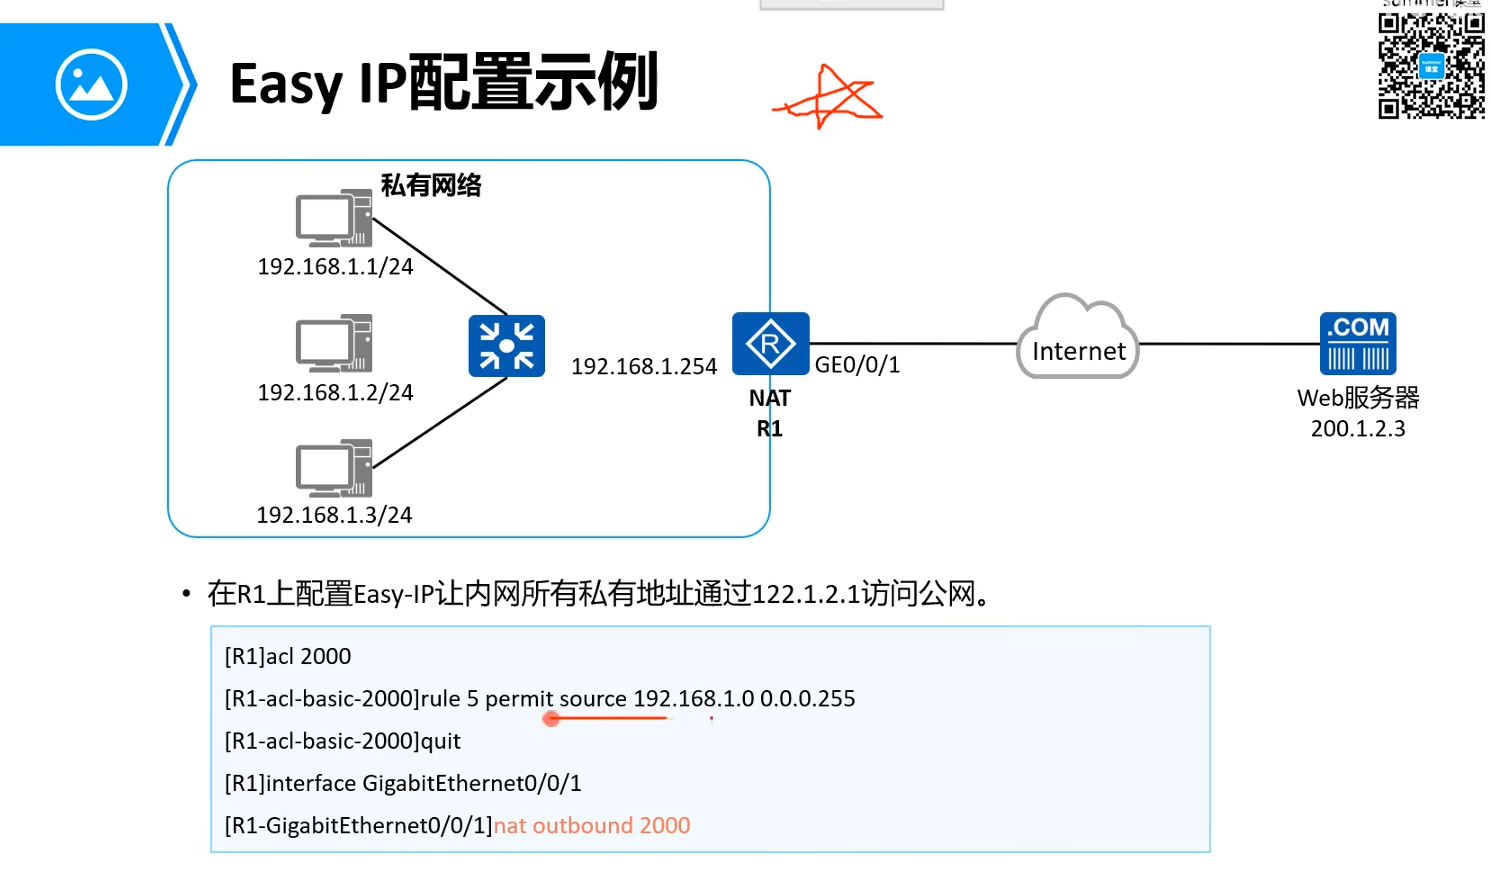 Easy IP配置示例
私有网络
192.168.1.1/24
192.168.1.2/24
192.168.1.3/24
192.168.1.254
R
GE0/0/1
NAT
R1
Internet
.COM
Web服务器
200.1.2.3
• 在R1上配置Easy-IP让内网所有私有地址通过122.1.2.1访问公网。
[R1]acl 2000
[R1-acl-basic-2000]rule 5 permit source 192.168.1.0 0.0.0.255
[R1-acl-basic-2000]quit
[R1]interface GigabitEthernet0/0/1
[R1-GigabitEthernet0/0/1]nat outbound 2000